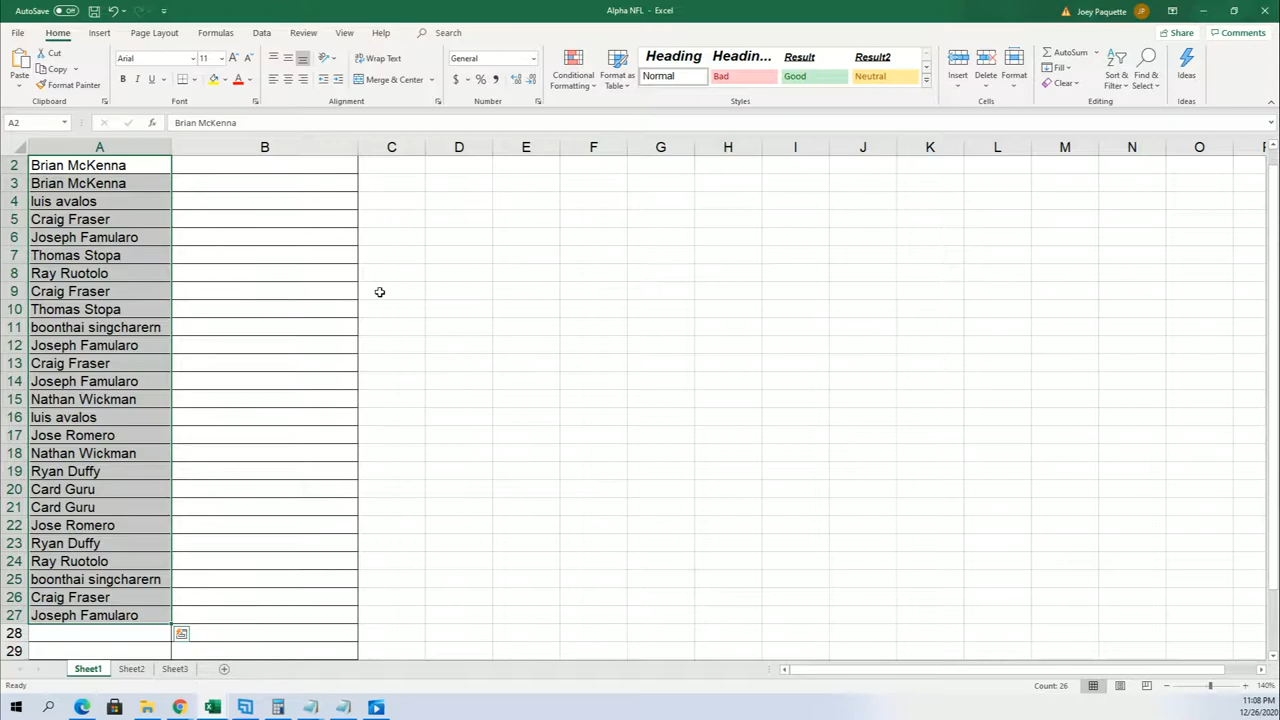 AutoSave Off
Alpha NFL - Excel
Joey Paquette JP
File Home Insert Page Layout Formulas Data Review View Help Search
Share Comments
Paste
Cut
Copy
Format Painter
Clipboard
Arial 11
B I U
Font
Wrap Text
Merge & Center
Alignment
General
$ % ,
Number
Conditional Formatting
Format as Table
Heading Headin... Result Result2
Normal Bad Good Neutral
Styles
Insert Delete Format
Cells
AutoSum
Fill
Clear
Sort & Filter
Find & Select
Editing
Ideas
Ideas
A2 fx Brian McKenna
A B C D E F G H I J K L M N O
2 Brian McKenna
3 Brian McKenna
4 luis avalos
5 Craig Fraser
6 Joseph Famularo
7 Thomas Stopa
8 Ray Ruotolo
9 Craig Fraser
10 Thomas Stopa
11 boonthai singcharern
12 Joseph Famularo
13 Craig Fraser
14 Joseph Famularo
15 Nathan Wickman
16 luis avalos
17 Jose Romero
18 Nathan Wickman
19 Ryan Duffy
20 Card Guru
21 Card Guru
22 Jose Romero
23 Ryan Duffy
24 Ray Ruotolo
25 boonthai singcharern
26 Craig Fraser
27 Joseph Famularo
28
29
Sheet1 Sheet2 Sheet3
Ready
Count: 26
140%
11:08 PM
12/26/2020